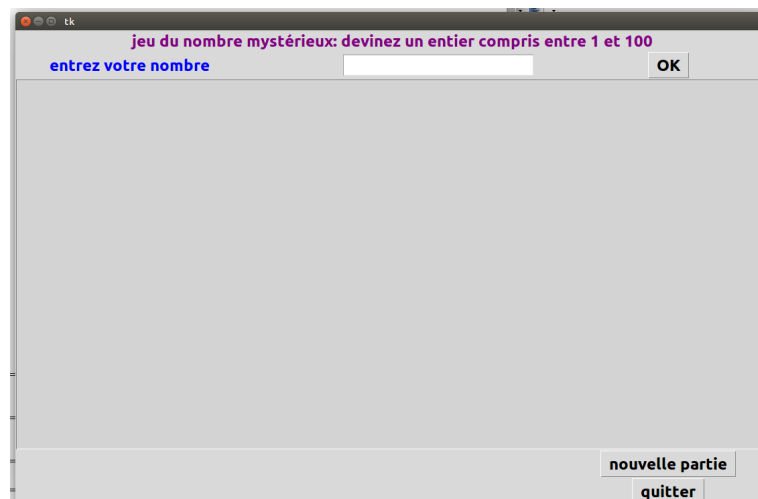 tk
jeu du nombre mystérieux: devinez un entier compris entre 1 et 100
entrez votre nombre OK
nouvelle partie
quitter